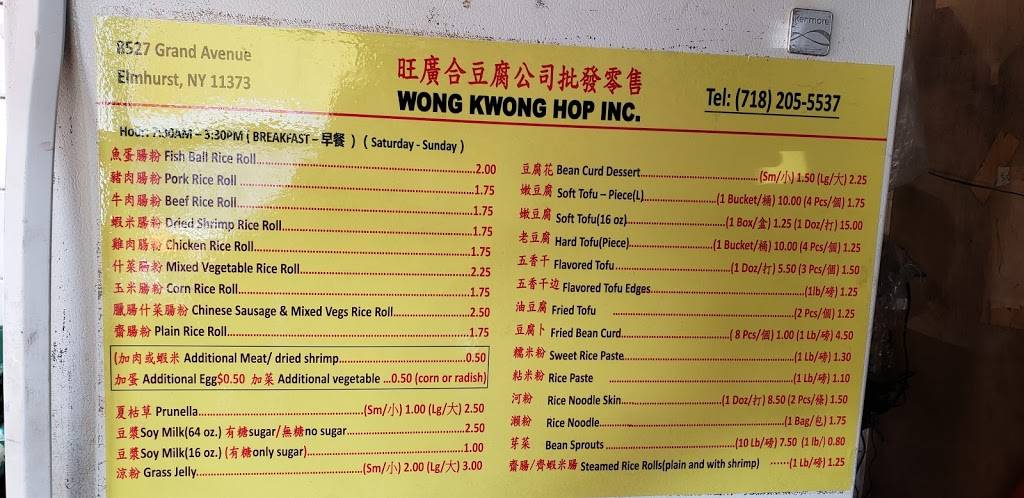 Kenmore
8527 Grand Avenue
Elmhurst, NY 11373
旺廣合豆腐公司批發零售
WONG KWONG HOP INC.
Tel: (718) 205-5537
Hour: 7:30AM – 3:30PM ( BREAKFAST – 早餐 ) ( Saturday - Sunday )
魚蛋腸粉 Fish Ball Rice Roll 2.00
豬肉腸粉 Pork Rice Roll 1.75
牛肉腸粉 Beef Rice Roll 1.75
蝦米腸粉 Dried Shrimp Rice Roll 1.75
雞肉腸粉 Chicken Rice Roll 1.75
什菜腸粉 Mixed Vegetable Rice Roll 2.25
玉米腸粉 Corn Rice Roll 1.75
臘腸什菜腸粉 Chinese Sausage & Mixed Vegs Rice Roll 2.50
齋腸粉 Plain Rice Roll 1.75
(加肉或蝦米 Additional Meat/ dried shrimp 0.50
加蛋 Additional Egg$0.50 加菜 Additional vegetable ...0.50 (corn or radish)
夏枯草 Prunella (Sm/小) 1.00 (Lg/大) 2.50
豆漿Soy Milk(64 oz.) 有糖sugar/無糖no sugar 2.50
豆漿Soy Milk(16 oz.) (有糖only sugar) 1.00
涼粉 Grass Jelly (Sm/小) 2.00 (Lg/大) 3.00
豆腐花 Bean Curd Dessert (Sm/小) 1.50 (Lg/大) 2.25
嫩豆腐 Soft Tofu – Piece(L) (1 Bucket/桶) 10.00 (4 Pcs/個) 1.75
嫩豆腐 Soft Tofu(16 oz) (1 Box/盒) 1.25 (1 Doz/打) 15.00
老豆腐 Hard Tofu(Piece) (1 Bucket/桶) 10.00 (4 Pcs/個) 1.25
五香干 Flavored Tofu (1 Doz/打) 5.50 (3 Pcs/個) 1.50
五香干边 Flavored Tofu Edges (1lb/磅) 1.25
油豆腐 Fried Tofu (2 Pcs/個) 1.25
豆腐卜 Fried Bean Curd ( 8 Pcs/個) 1.00 (1 Lb/磅) 4.50
糯米粉 Sweet Rice Paste (1 Lb/磅) 1.30
粘米粉 Rice Paste (1 Lb/磅) 1.10
河粉 Rice Noodle Skin (1 Doz/打) 8.50 (2 Pcs/條) 1.50
瀨粉 Rice Noodle (1 Bag/包) 1.75
芽菜 Bean Sprouts (10 Lb/磅) 7.50 (1 lb/) 0.80
齋腸/齊蝦米腸 Steamed Rice Rolls(plain and with shrimp) ......(1 Lb/磅) 1.25